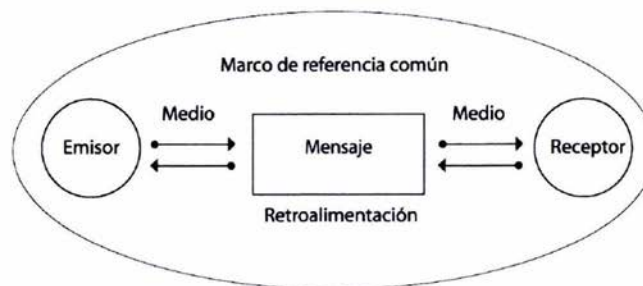 Marco de referencia común
Medio
Medio
Emisor
Mensaje
Receptor
Retroalimentación